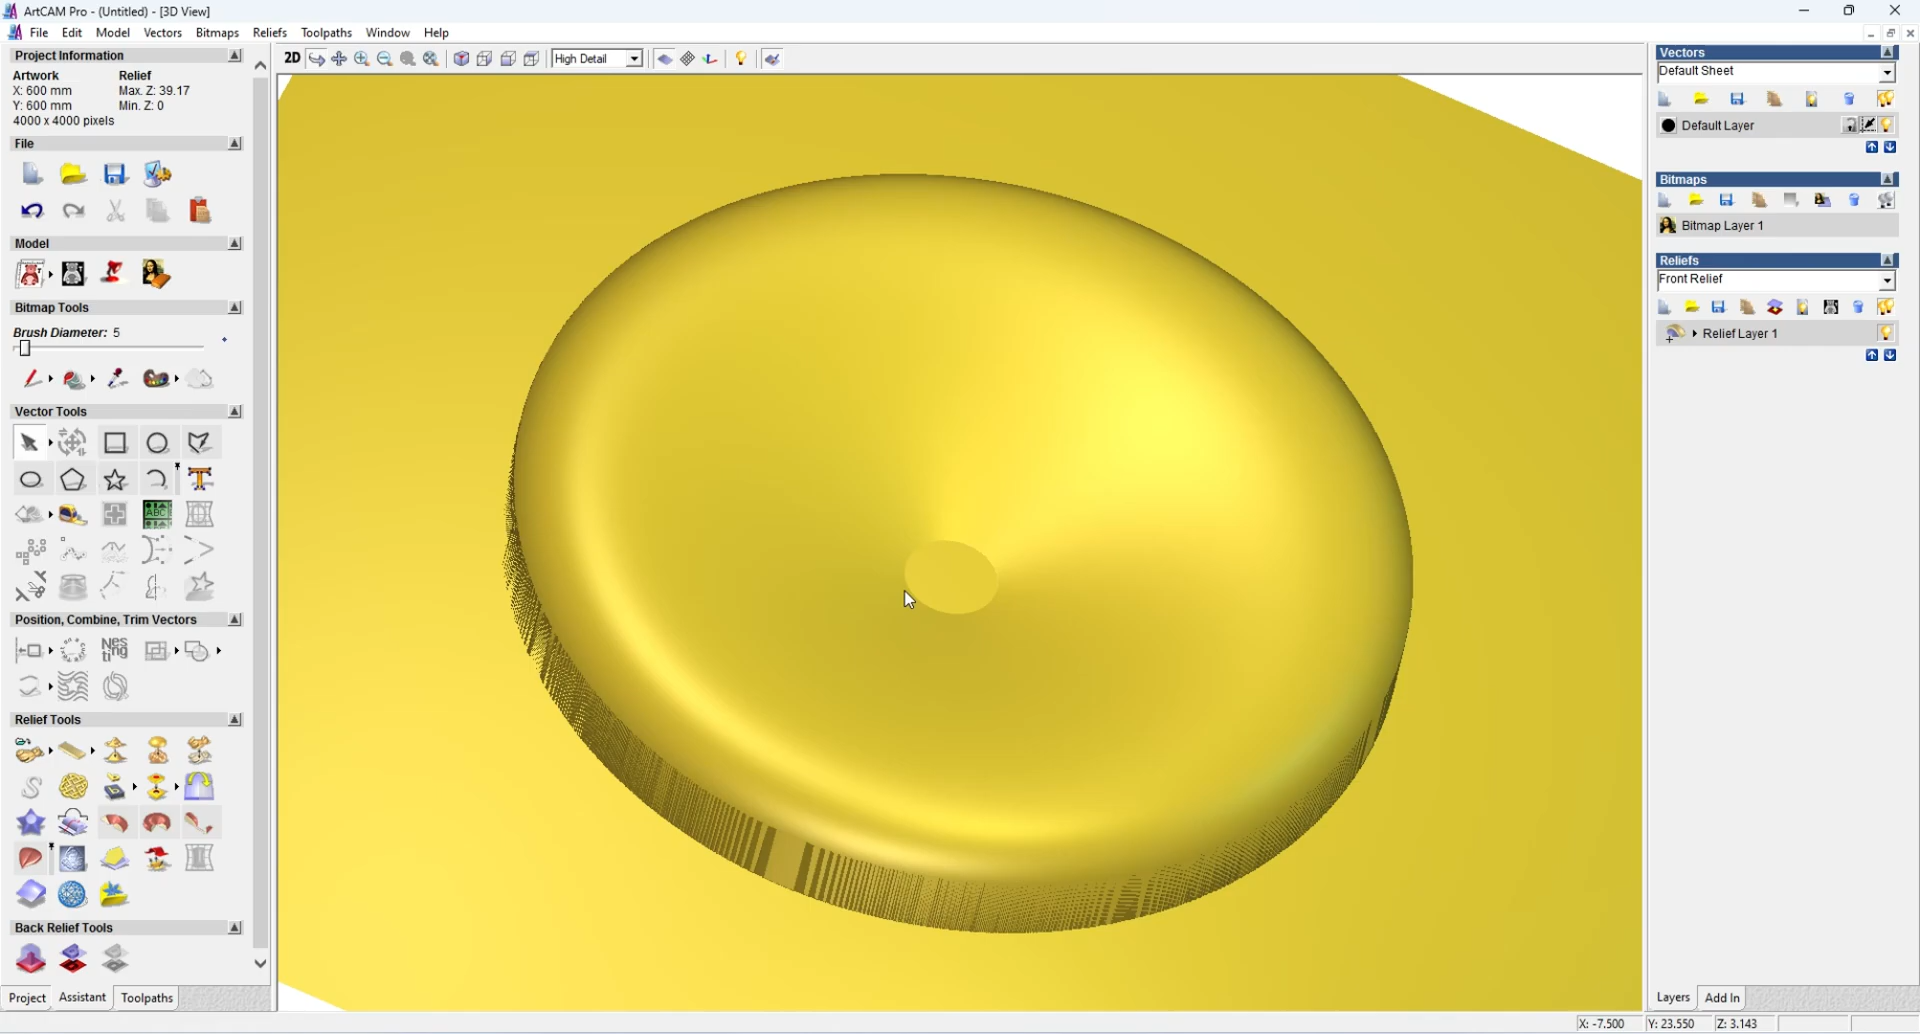 ArtCAM Pro - (Untitled) - [3D View]
File Edit Model Vectors Bitmaps Reliefs Toolpaths Window Help
Project Information
Artwork Relief
X: 600 mm Max. Z: 39.17
Y: 600 mm Min. Z: 0
4000 x 4000 pixels
File
Model
Bitmap Tools
Brush Diameter: 5
Vector Tools
ABC
Position, Combine, Trim Vectors
Nes
ting
Relief Tools
Back Relief Tools
Project Assistant Toolpaths
2D High Detail
Vectors
Default Sheet
Default Layer
Bitmaps
Bitmap Layer 1
Reliefs
Front Relief
Relief Layer 1
Layers Add In
X: -7.500 Y: 23.550 Z: 3.143